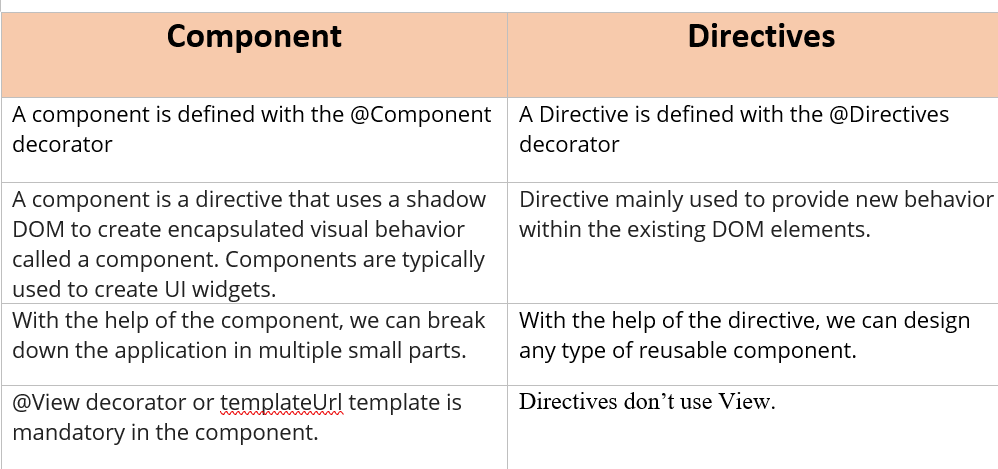 Component
Directives
A component is defined with the @Component
decorator
A Directive is defined with the @Directives
decorator
A component is a directive that uses a shadow
DOM to create encapsulated visual behavior
called a component. Components are typically
used to create UI widgets.
Directive mainly used to provide new behavior
within the existing DOM elements.
With the help of the component, we can break
down the application in multiple small parts.
With the help of the directive, we can design
any type of reusable component.
@View decorator or templateUrl template is
mandatory in the component.
Directives don’t use View.